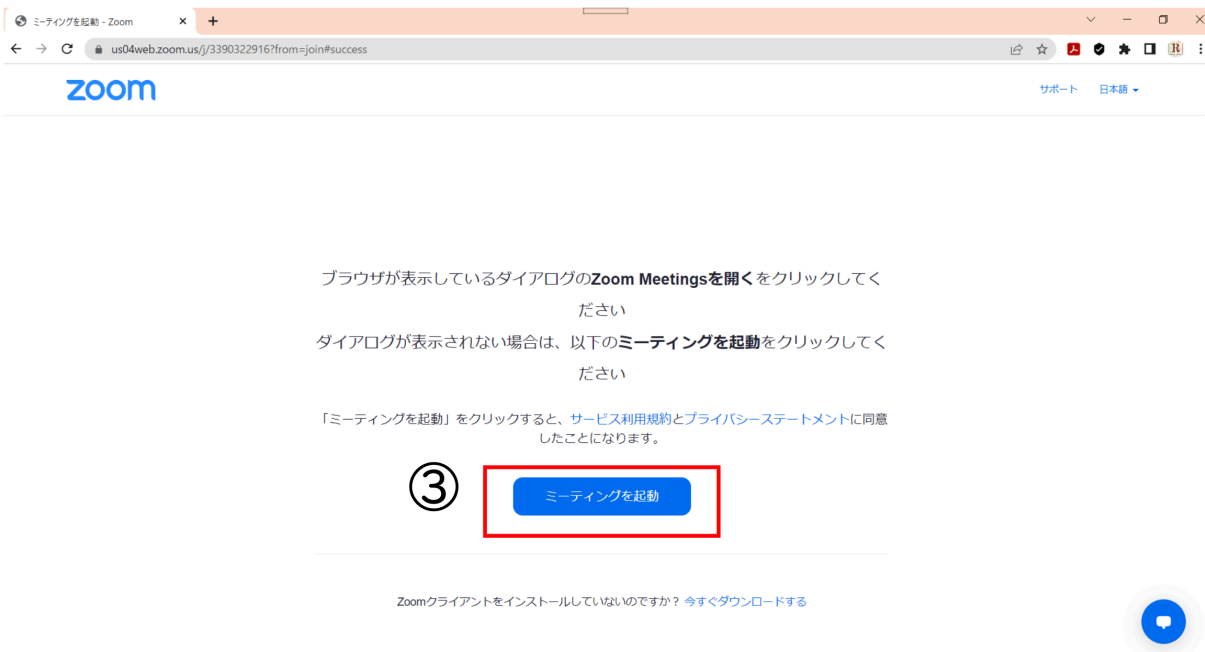 ミーティングを起動 - Zoom
us04web.zoom.us/j/3390322916?from=join#success
zoom
サポート 日本語
ブラウザが表示しているダイアログのZoom Meetingsを開くをクリックしてく
ださい
ダイアログが表示されない場合は、以下のミーティングを起動をクリックしてく
ださい
「ミーティングを起動」をクリックすると、サービス利用規約とプライバシーステートメントに同意
したことになります。
③
ミーティングを起動
Zoomクライアントをインストールしていないのですか？ 今すぐダウンロードする